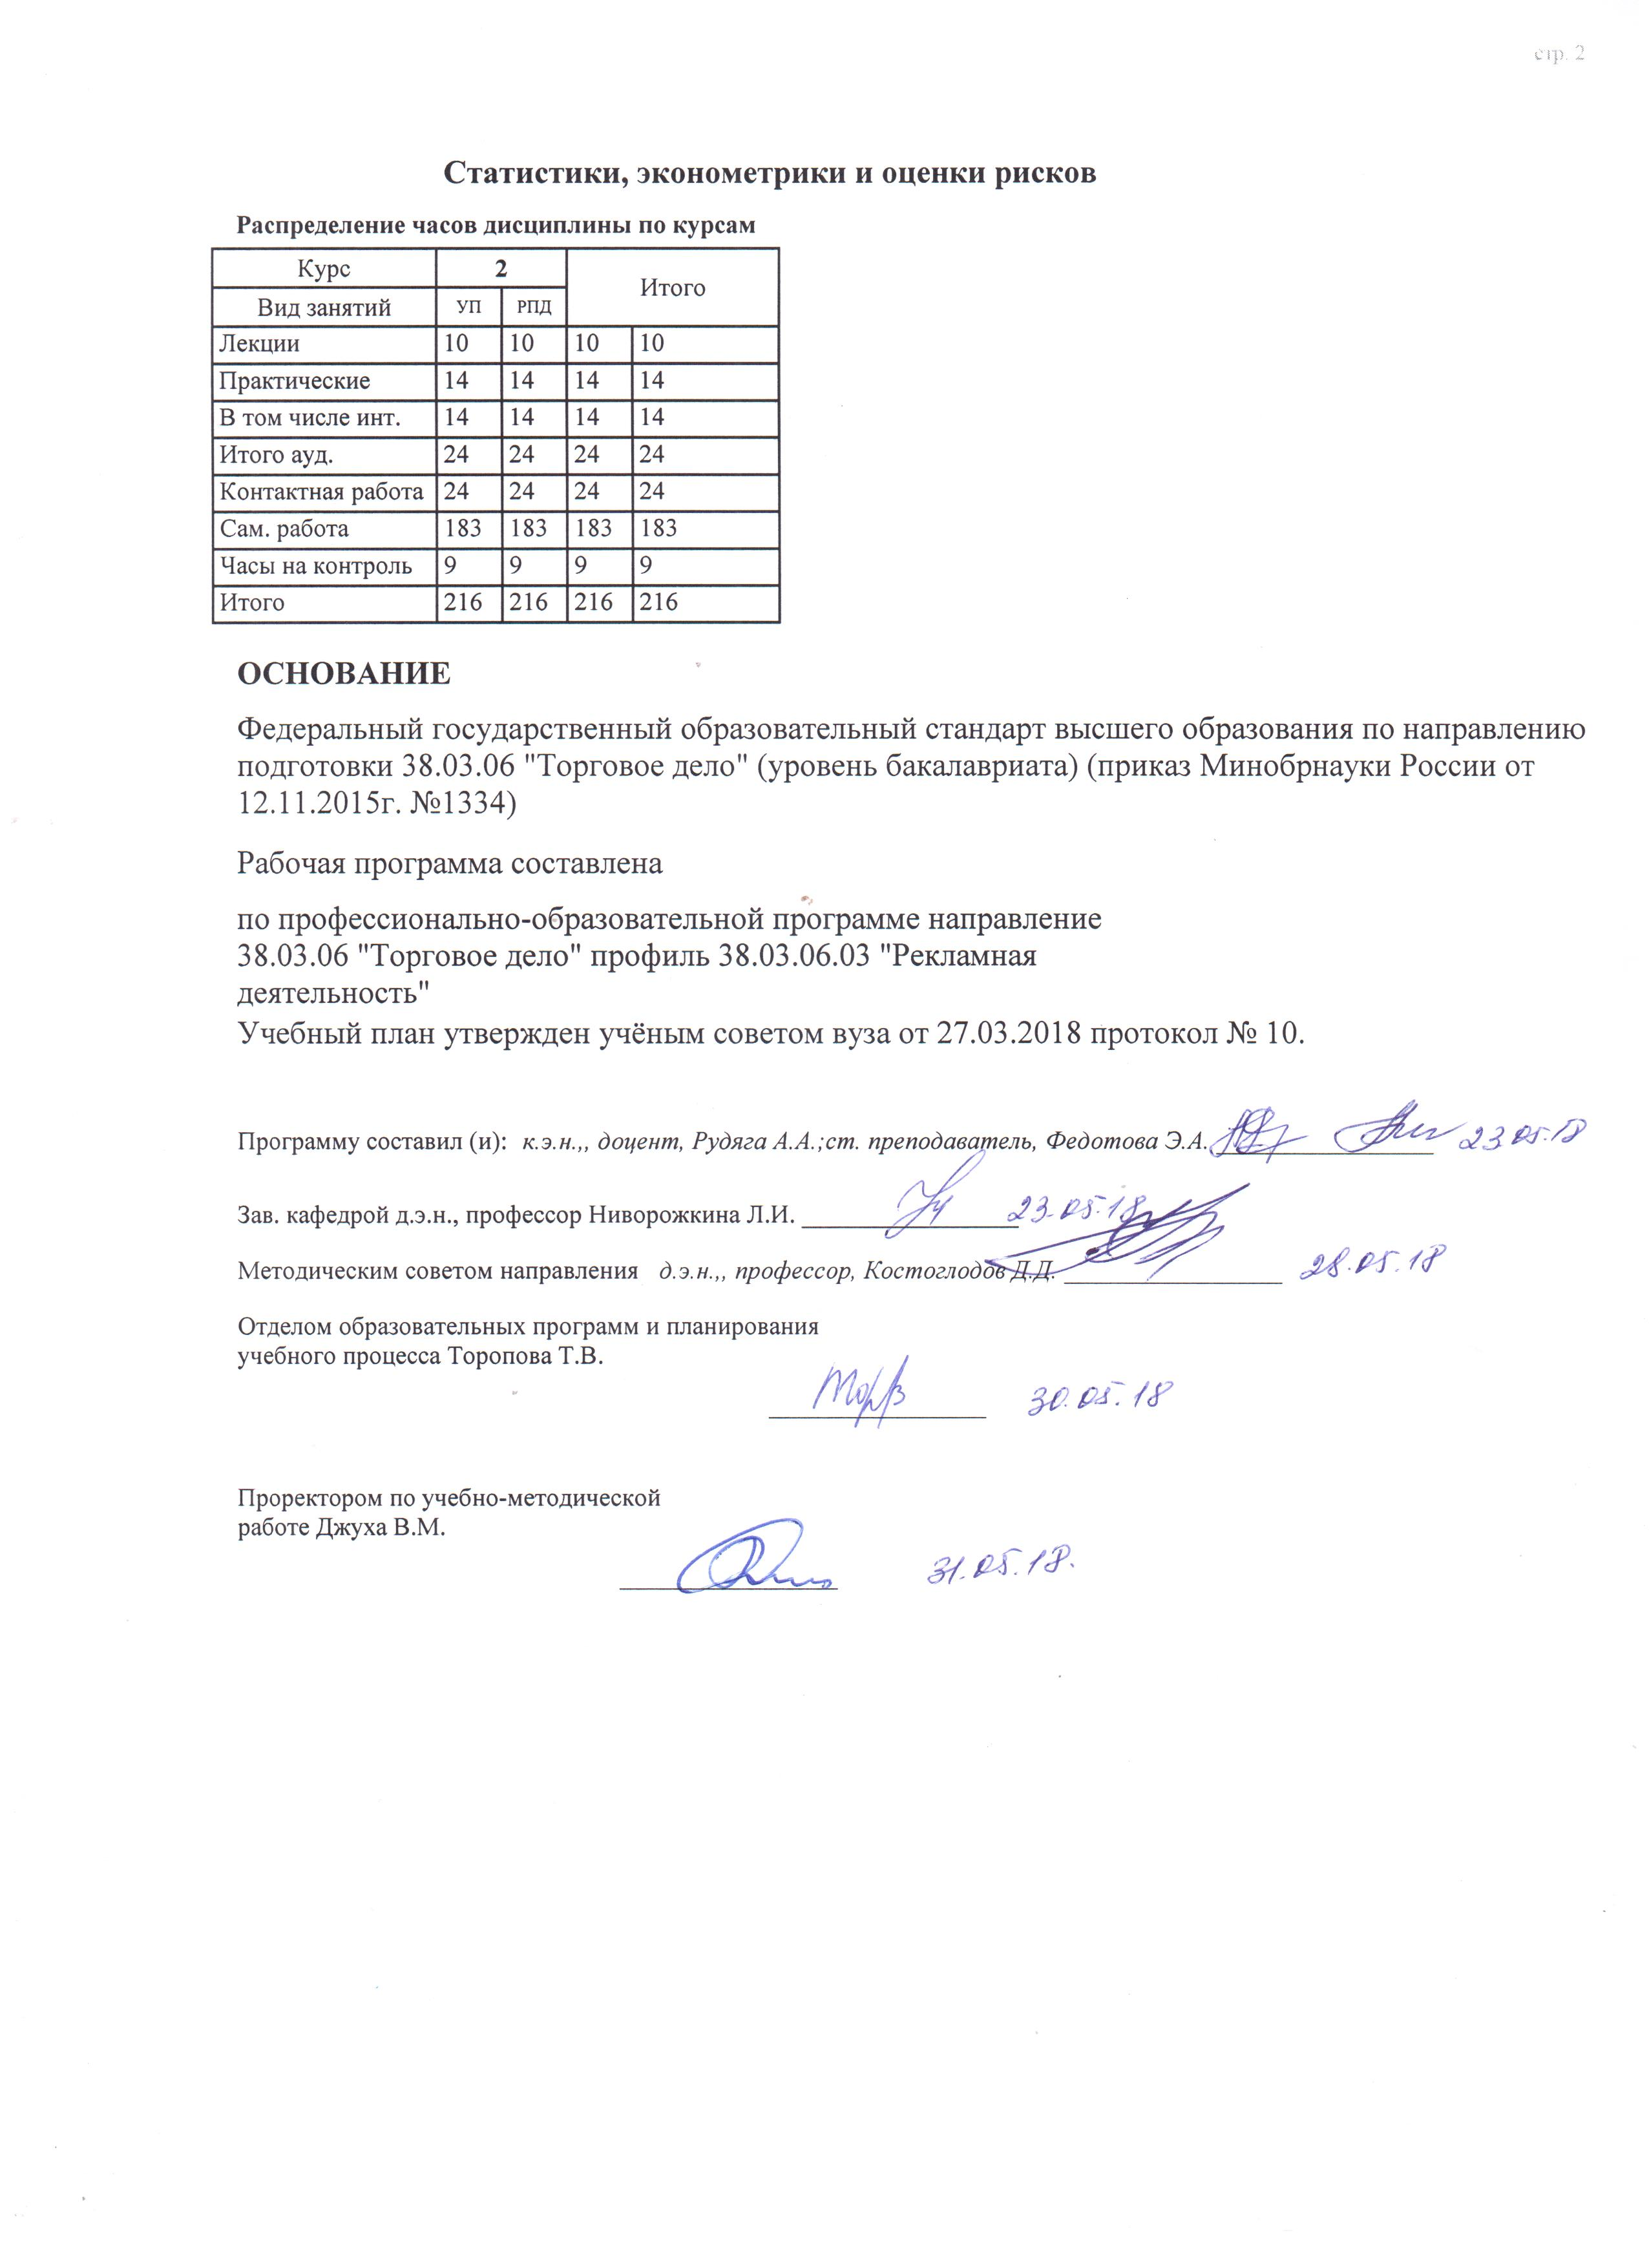 стр. 2
Статистики, эконометрики и оценки рисков
Распределение часов дисциплины по курсам
Курс 2 Итого
Вид занятий УП РПД
Лекции 10 10 10 10
Практические 14 14 14 14
В том числе инт. 14 14 14 14
Итого ауд. 24 24 24 24
Контактная работа 24 24 24 24
Сам. работа 183 183 183 183
Часы на контроль 9 9 9 9
Итого 216 216 216 216
ОСНОВАНИЕ
Федеральный государственный образовательный стандарт высшего образования по направлению
подготовки 38.03.06 "Торговое дело" (уровень бакалавриата) (приказ Минобрнауки России от
12.11.2015г. №1334)
Рабочая программа составлена
по профессионально-образовательной программе направление
38.03.06 "Торговое дело" профиль 38.03.06.03 "Рекламная
деятельность"
Учебный план утвержден учёным советом вуза от 27.03.2018 протокол № 10.
Программу составил (и): к.э.н.,, доцент, Рудяга А.А.;ст. преподаватель, Федотова Э.А. 23.05.18
Зав. кафедрой д.э.н., профессор Ниворожкина Л.И. 23.05.18
Методическим советом направления д.э.н.,, профессор, Костоглодов Д.Д. 28.05.18
Отделом образовательных программ и планирования
учебного процесса Торопова Т.В.
30.05.18
Проректором по учебно-методической
работе Джуха В.М.
31.05.18.